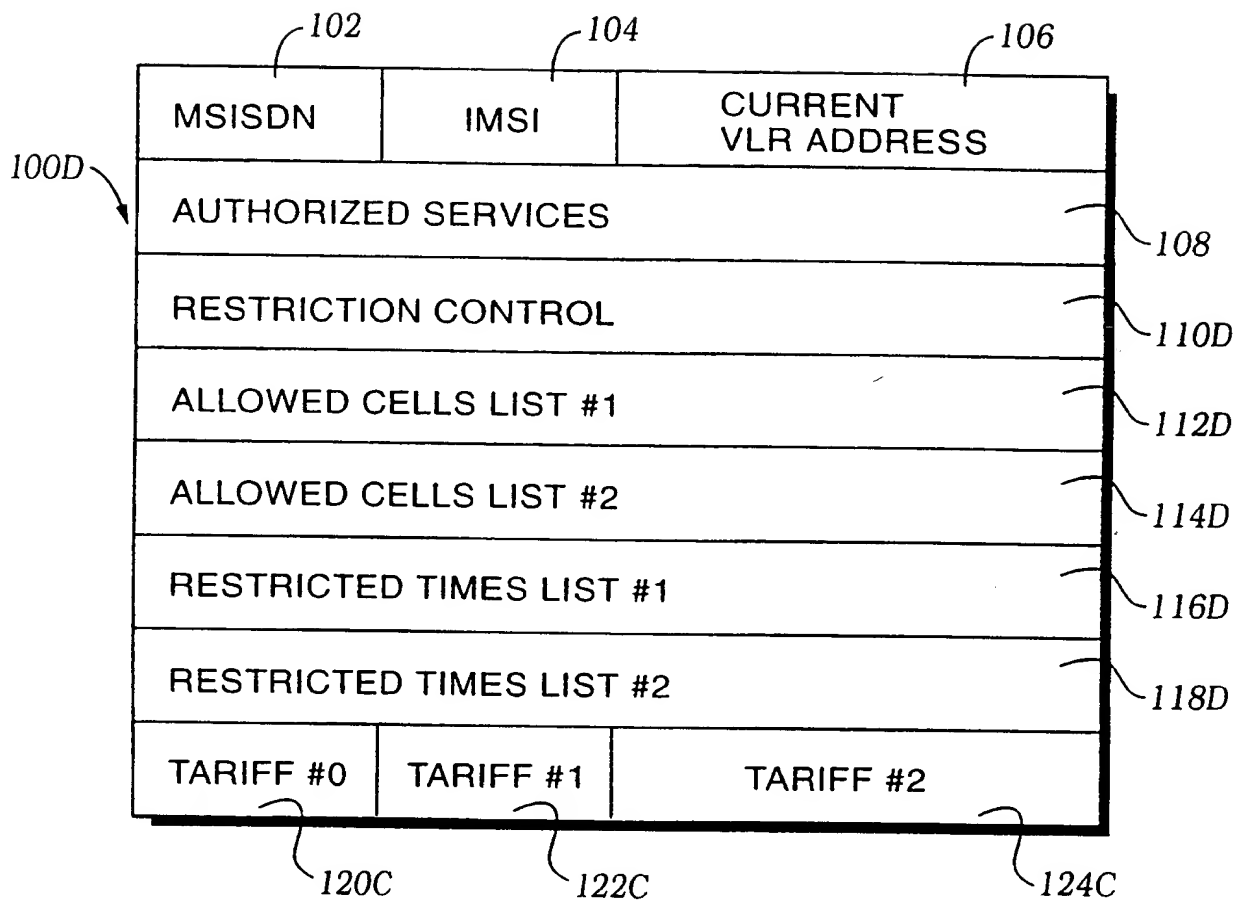 102
104
106
MSISDN
IMSI
CURRENT
VLR ADDRESS
100D
AUTHORIZED SERVICES
108
RESTRICTION CONTROL
110D
ALLOWED CELLS LIST #1
112D
ALLOWED CELLS LIST #2
114D
RESTRICTED TIMES LIST #1
116D
RESTRICTED TIMES LIST #2
118D
TARIFF #0
TARIFF #1
TARIFF #2
120C
122C
124C